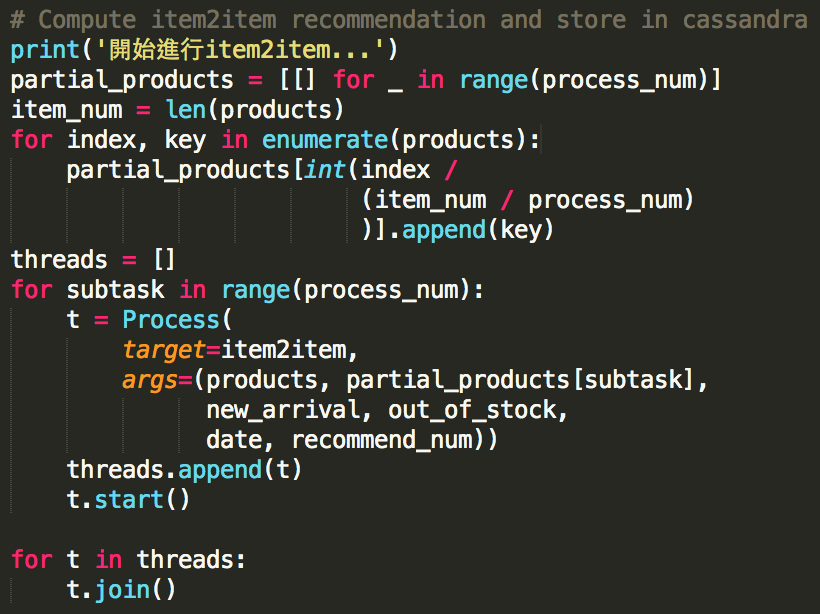 # Compute item2item recommendation and store in cassandra
print('開始進行item2item...')
partial_products = [[] for _ in range(process_num)]
item_num = len(products)
for index, key in enumerate(products):
    partial_products[int(index /
                         (item_num / process_num)
                         )].append(key)
threads = []
for subtask in range(process_num):
    t = Process(
        target=item2item,
        args=(products, partial_products[subtask],
              new_arrival, out_of_stock,
              date, recommend_num))
    threads.append(t)
    t.start()

for t in threads:
    t.join()